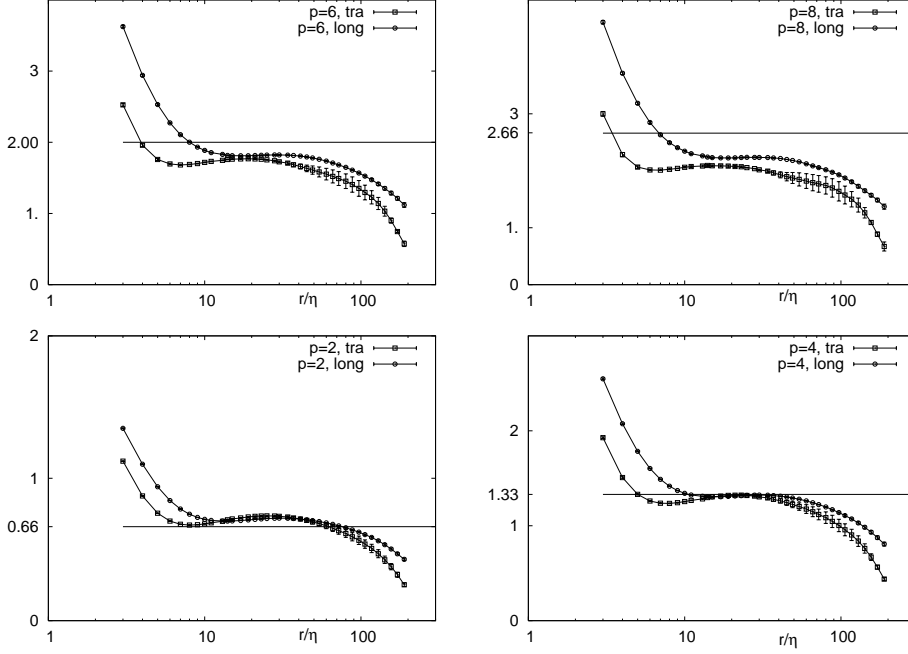 p=6, tra
p=6, long
3
2.00
1.
0
1
10
r/η
100
p=8, tra
p=8, long
3
2.66
1.
0
1
10
r/η
100
p=2, tra
p=2, long
2
1
0.66
0
1
10
r/η
100
p=4, tra
p=4, long
2
1.33
1
0
1
10
r/η
100